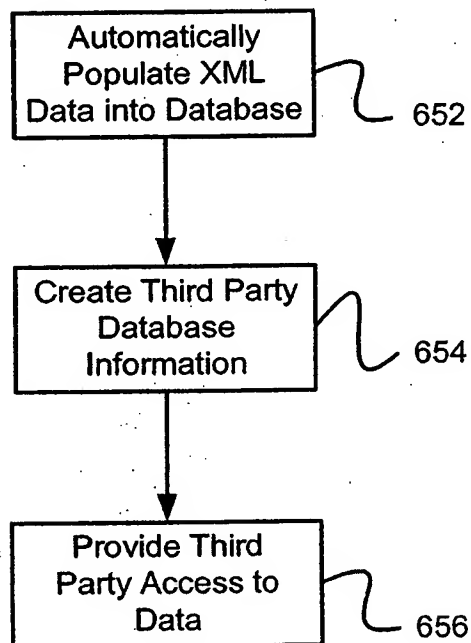 Automatically
Populate XML
Data into Database
652
Create Third Party
Database
Information
654
Provide Third
Party Access to
Data
656